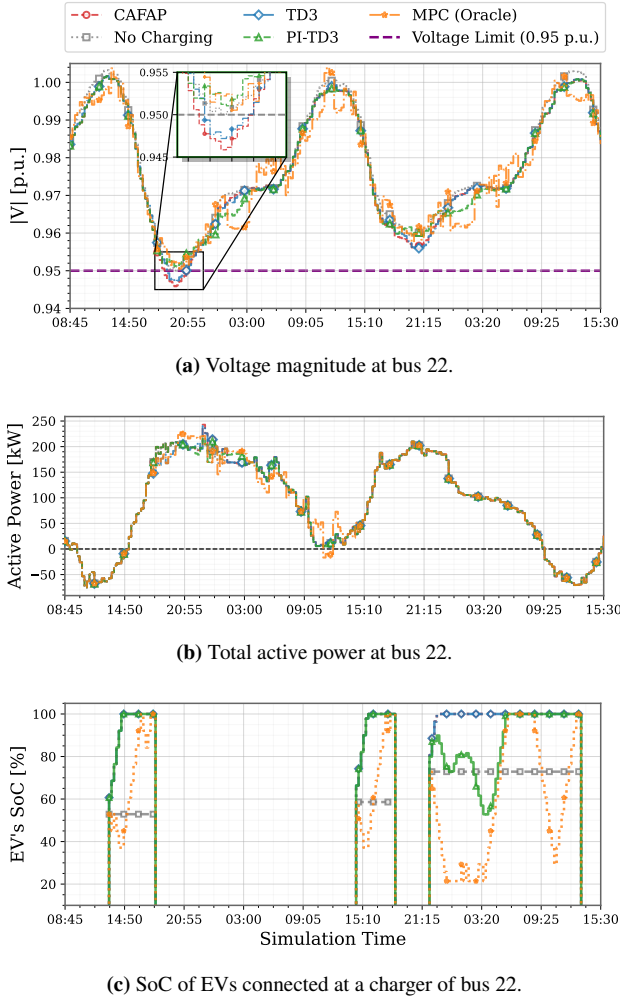 CAFAP TD3 MPC (Oracle)
No Charging PI-TD3 Voltage Limit (0.95 p.u.)
|V| [p.u.]
1.00
0.99
0.98
0.97
0.96
0.95
0.94
0.955
0.950
0.945
08:45 14:50 20:55 03:00 09:05 15:10 21:15 03:20 09:25 15:30
(a) Voltage magnitude at bus 22.
Active Power [kW]
250
200
150
100
50
0
−50
08:45 14:50 20:55 03:00 09:05 15:10 21:15 03:20 09:25 15:30
(b) Total active power at bus 22.
EV's SoC [%]
100
80
60
40
20
08:45 14:50 20:55 03:00 09:05 15:10 21:15 03:20 09:25 15:30
Simulation Time
(c) SoC of EVs connected at a charger of bus 22.